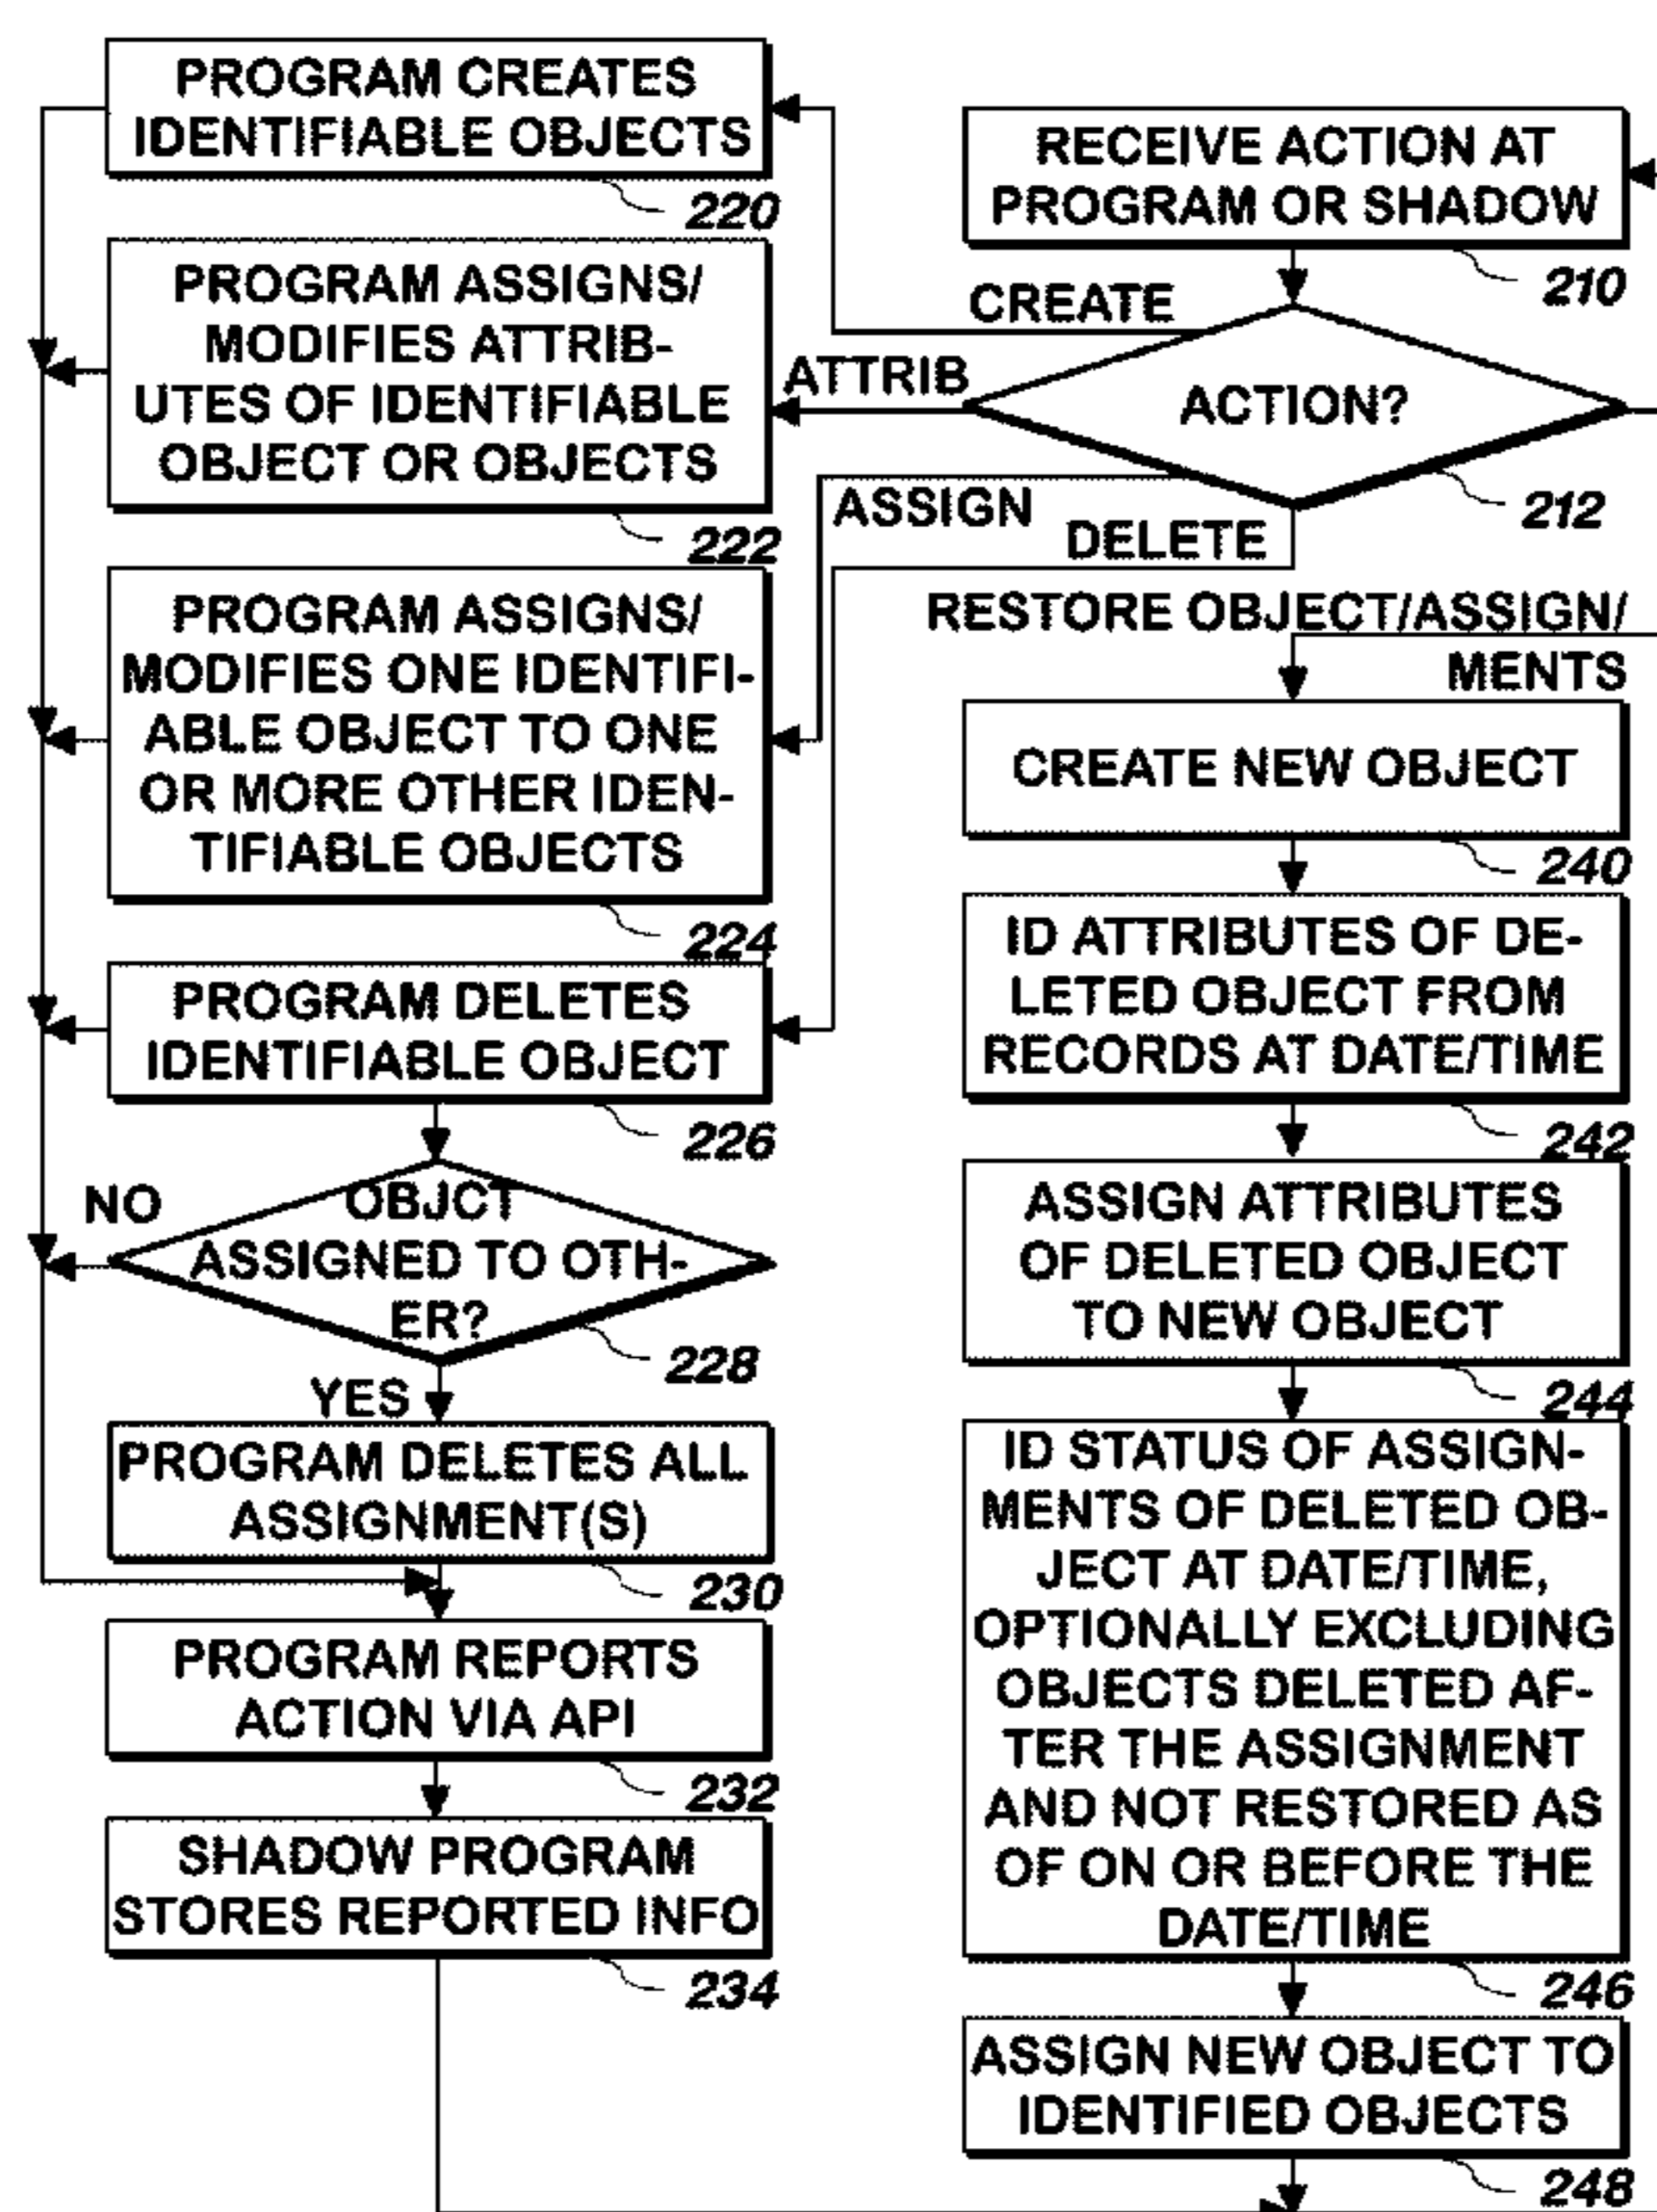 PROGRAM CREATES
IDENTIFIABLE OBJECTS
220
PROGRAM ASSIGNS/
MODIFIES ATTRIB-
UTES OF IDENTIFIABLE
OBJECT OR OBJECTS
222
PROGRAM ASSIGNS/
MODIFIES ONE IDENTIFI-
ABLE OBJECT TO ONE
OR MORE OTHER IDEN-
TIFIABLE OBJECTS
224
PROGRAM DELETES
IDENTIFIABLE OBJECT
226
NO
OBJCT
ASSIGNED TO OTH-
ER?
228
YES
PROGRAM DELETES ALL
ASSIGNMENT(S)
230
PROGRAM REPORTS
ACTION VIA API
232
SHADOW PROGRAM
STORES REPORTED INFO
234
RECEIVE ACTION AT
PROGRAM OR SHADOW
210
CREATE
ATTRIB
ACTION?
212
ASSIGN
DELETE
RESTORE OBJECT/ASSIGN/
MENTS
CREATE NEW OBJECT
240
ID ATTRIBUTES OF DE-
LETED OBJECT FROM
RECORDS AT DATE/TIME
242
ASSIGN ATTRIBUTES
OF DELETED OBJECT
TO NEW OBJECT
244
ID STATUS OF ASSIGN-
MENTS OF DELETED OB-
JECT AT DATE/TIME,
OPTIONALLY EXCLUDING
OBJECTS DELETED AF-
TER THE ASSIGNMENT
AND NOT RESTORED AS
OF ON OR BEFORE THE
DATE/TIME
246
ASSIGN NEW OBJECT TO
IDENTIFIED OBJECTS
248